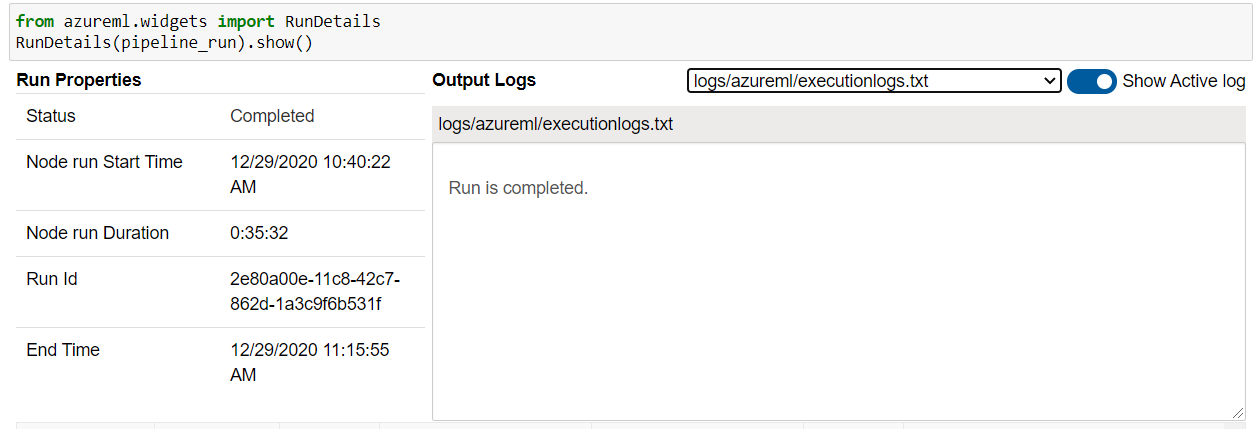 from azureml.widgets import RunDetails
RunDetails(pipeline_run).show()
Run Properties
Status Completed
Node run Start Time 12/29/2020 10:40:22
AM
Node run Duration 0:35:32
Run Id 2e80a00e-11c8-42c7-
862d-1a3c9f6b531f
End Time 12/29/2020 11:15:55
AM
Output Logs logs/azureml/executionlogs.txt Show Active log
logs/azureml/executionlogs.txt
Run is completed.